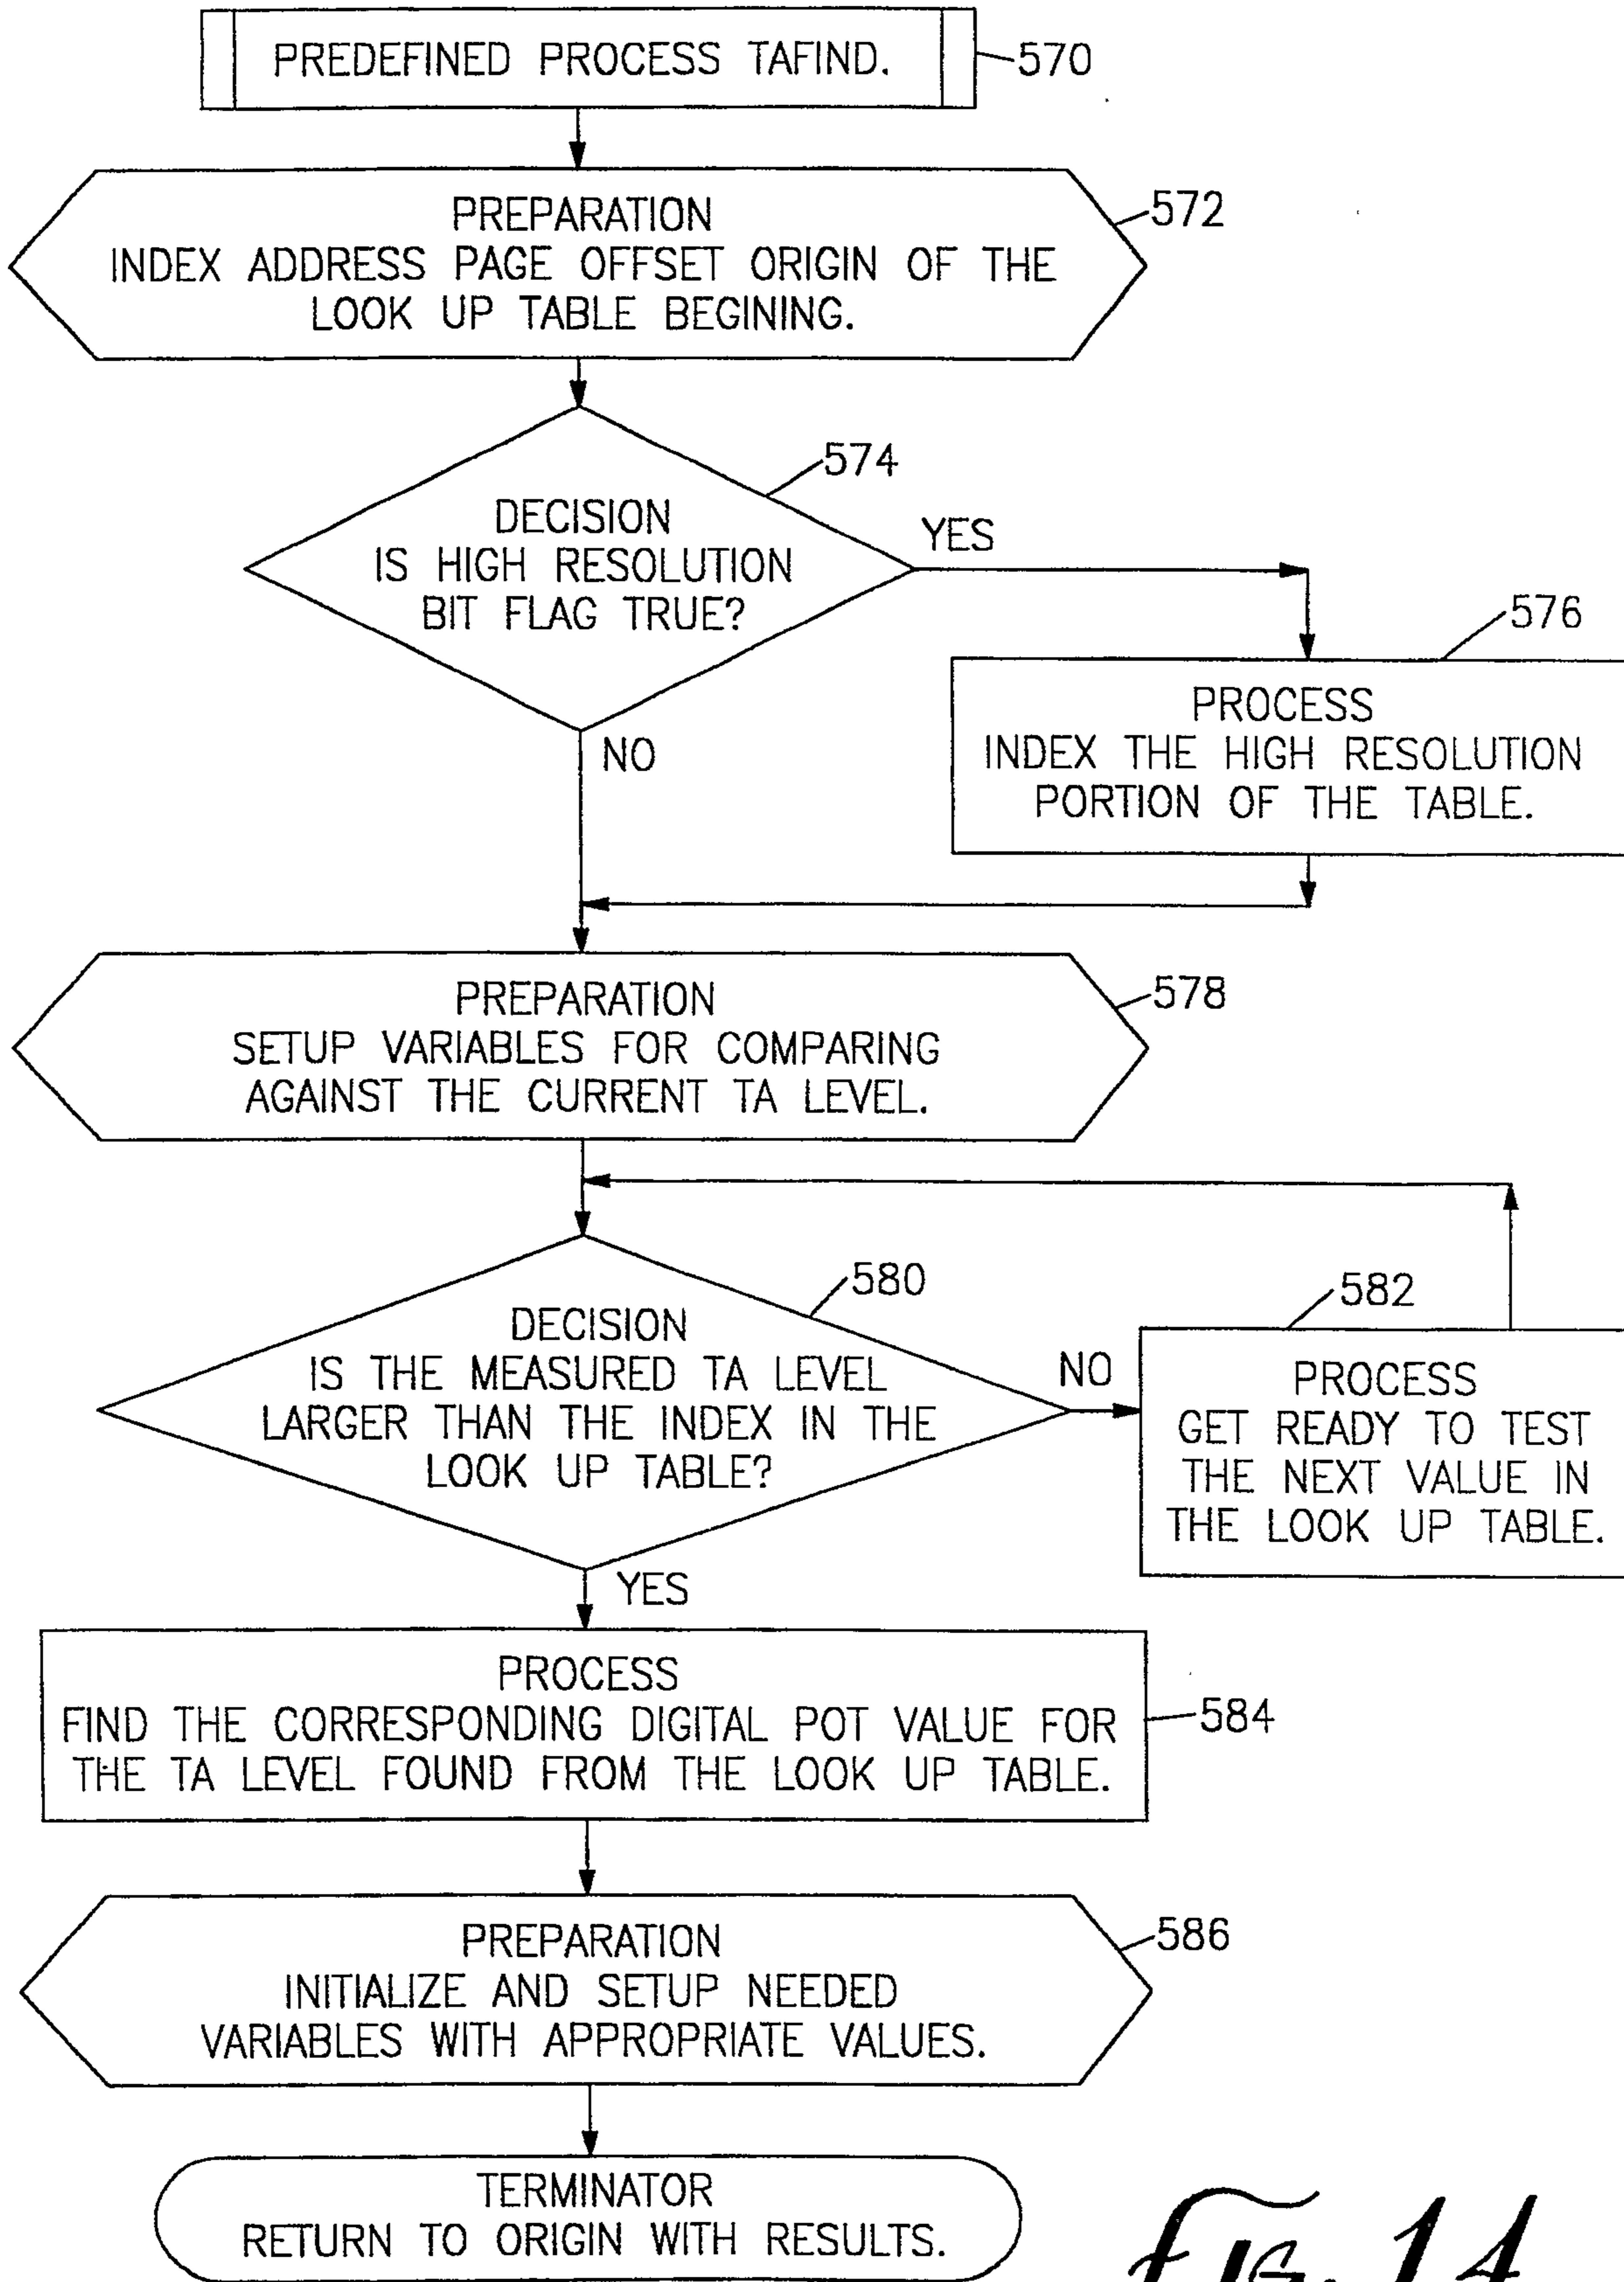 PREDEFINED PROCESS TAFIND.
570
PREPARATION
INDEX ADDRESS PAGE OFFSET ORIGIN OF THE
LOOK UP TABLE BEGINING.
572
DECISION
IS HIGH RESOLUTION
BIT FLAG TRUE?
574
YES
NO
576
PROCESS
INDEX THE HIGH RESOLUTION
PORTION OF THE TABLE.
PREPARATION
SETUP VARIABLES FOR COMPARING
AGAINST THE CURRENT TA LEVEL.
578
DECISION
IS THE MEASURED TA LEVEL
LARGER THAN THE INDEX IN THE
LOOK UP TABLE?
580
NO
YES
582
PROCESS
GET READY TO TEST
THE NEXT VALUE IN
THE LOOK UP TABLE.
PROCESS
FIND THE CORRESPONDING DIGITAL POT VALUE FOR
THE TA LEVEL FOUND FROM THE LOOK UP TABLE.
584
PREPARATION
INITIALIZE AND SETUP NEEDED
VARIABLES WITH APPROPRIATE VALUES.
586
TERMINATOR
RETURN TO ORIGIN WITH RESULTS.
FIG. 14